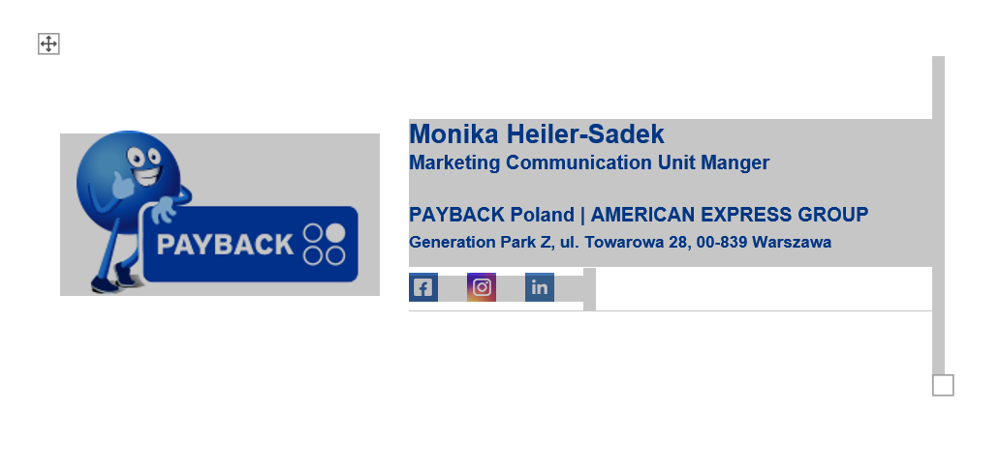 PAYBACK
Monika Heiler-Sadek
Marketing Communication Unit Manger
PAYBACK Poland | AMERICAN EXPRESS GROUP
Generation Park Z, ul. Towarowa 28, 00-839 Warszawa
in